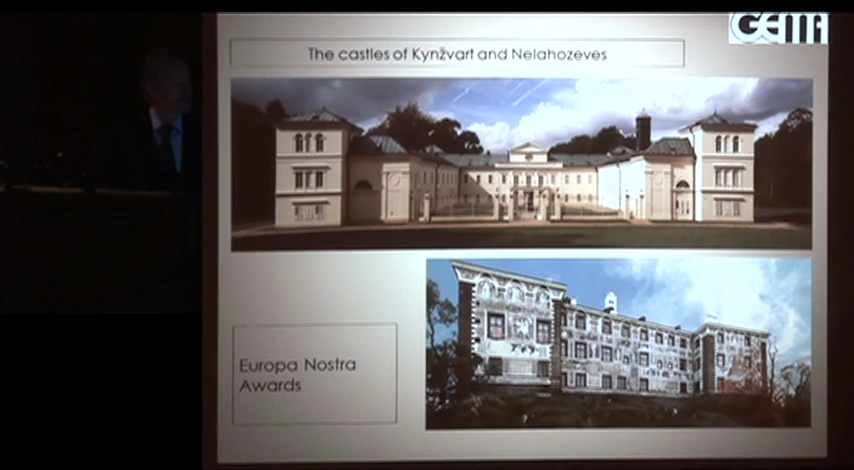 GEMA
The castles of Kynžvart and Nelahozeves
Europa Nostra
Awards